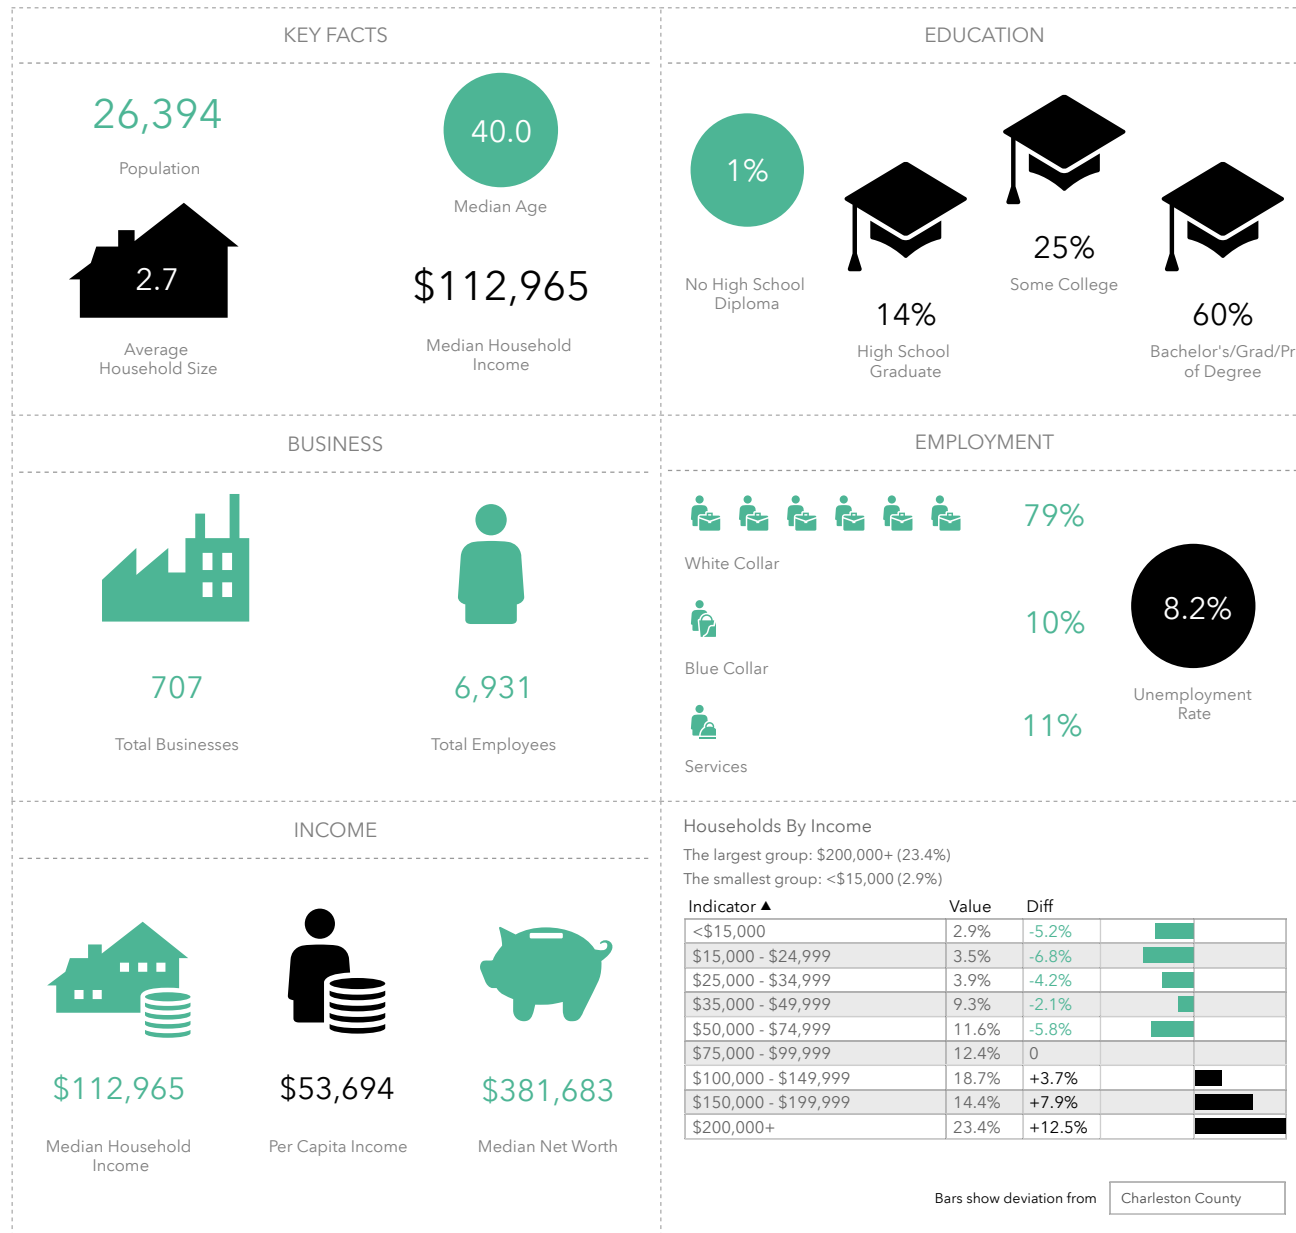 KEY FACTS
26,394
Population
40.0
Median Age
2.7
Average
Household Size
$112,965
Median Household
Income
EDUCATION
1%
No High School
Diploma
14%
High School
Graduate
25%
Some College
60%
Bachelor's/Grad/Pr
of Degree
BUSINESS
707
Total Businesses
6,931
Total Employees
EMPLOYMENT
79%
White Collar
10%
Blue Collar
11%
Services
8.2%
Unemployment
Rate
INCOME
$112,965
Median Household
Income
$53,694
Per Capita Income
$381,683
Median Net Worth
Households By Income
The largest group: $200,000+ (23.4%)
The smallest group: <$15,000 (2.9%)
Indicator ▲ Value Diff
<$15,000 2.9% -5.2%
$15,000 - $24,999 3.5% -6.8%
$25,000 - $34,999 3.9% -4.2%
$35,000 - $49,999 9.3% -2.1%
$50,000 - $74,999 11.6% -5.8%
$75,000 - $99,999 12.4% 0
$100,000 - $149,999 18.7% +3.7%
$150,000 - $199,999 14.4% +7.9%
$200,000+ 23.4% +12.5%
Bars show deviation from Charleston County